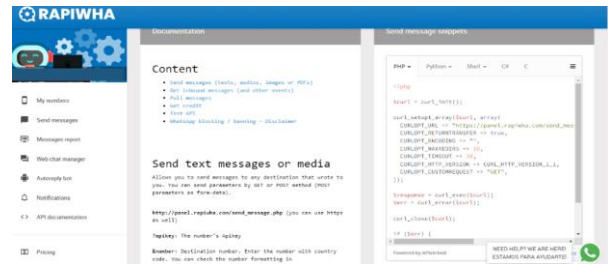 RAPIWHA
Documentation
Send message snippets
Content
Send messages (texts, audios, images or PDFs)
Get inbound messages (and other events)
Pull messages
Get credit
Test API
WhatsApp blocking / banning - Disclaimer
Send text messages or media
Allows you to send messages to any destination that wrote to
you. You can send parameters by GET or POST method (POST
parameters as form-data).
http://panel.rapiwha.com/send_message.php (you can use https
as well)
?apikey: The number's Apikey
&number: Destination number. Enter the number with country
code. You can check the number formatting in
My numbers
Send messages
Messages report
Web chat manager
Autoreply bot
Notifications
<> API documentation
Pricing
PHP
Python
Shell
C#
C
<?php
$curl = curl_init();
curl_setopt_array($curl, array(
CURLOPT_URL => "https://panel.rapiwha.com/send_mes
CURLOPT_RETURNTRANSFER => true,
CURLOPT_ENCODING => "",
CURLOPT_MAXREDIRS => 10,
CURLOPT_TIMEOUT => 30,
CURLOPT_HTTP_VERSION => CURL_HTTP_VERSION_1_1,
CURLOPT_CUSTOMREQUEST => "GET",
));
$response = curl_exec($curl);
$err = curl_error($curl);
curl_close($curl);
if ($err) {
Powered by APIembed
NEED HELP? WE ARE HERE!
ESTAMOS PARA AYUDARTE!